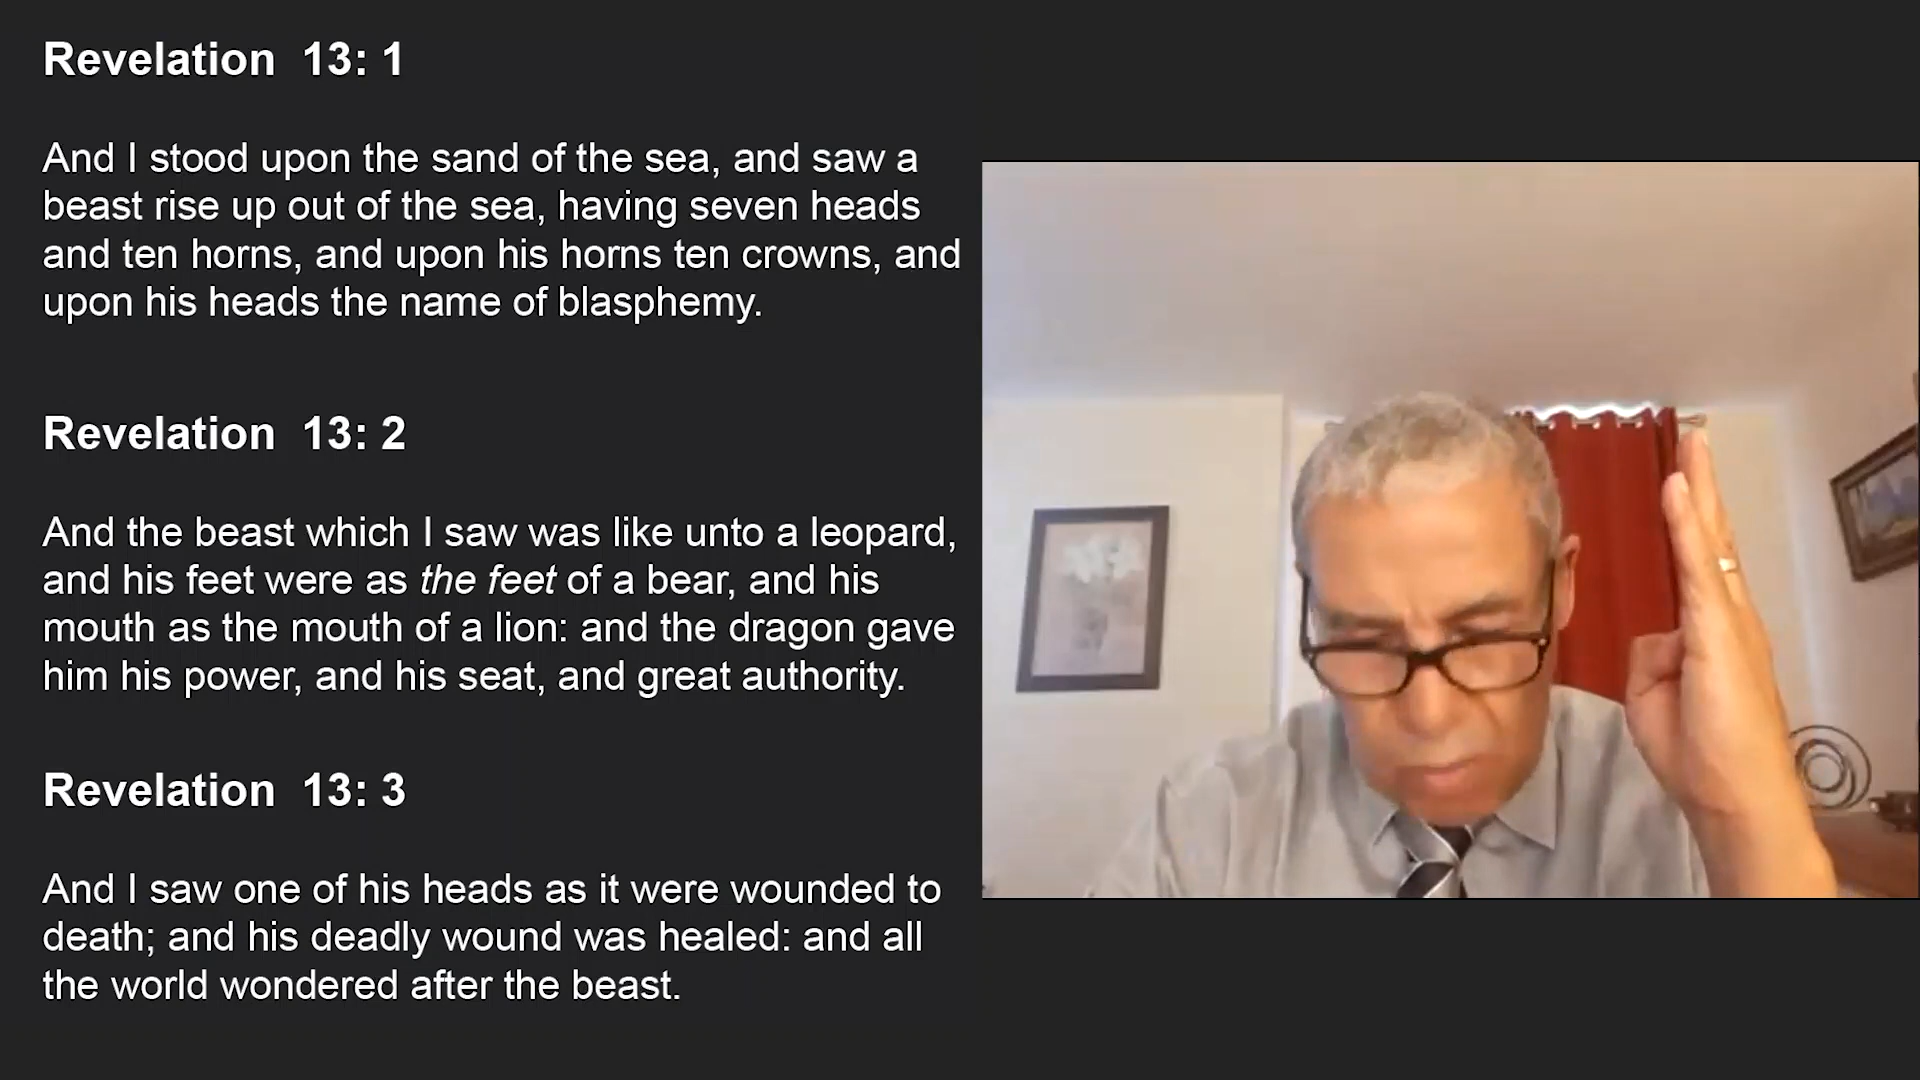 Revelation  13: 1
And I stood upon the sand of the sea, and saw a
beast rise up out of the sea, having seven heads
and ten horns, and upon his horns ten crowns, and
upon his heads the name of blasphemy.
Revelation  13: 2
And the beast which I saw was like unto a leopard,
and his feet were as the feet of a bear, and his
mouth as the mouth of a lion: and the dragon gave
him his power, and his seat, and great authority.
Revelation  13: 3
And I saw one of his heads as it were wounded to
death; and his deadly wound was healed: and all
the world wondered after the beast.